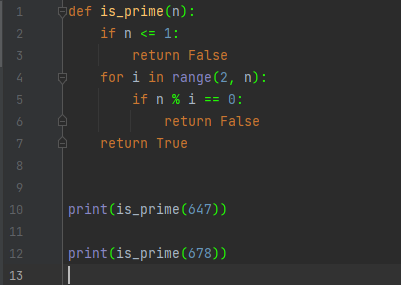 1 def is_prime(n):
2     if n <= 1:
3         return False
4     for i in range(2, n):
5         if n % i == 0:
6             return False
7     return True
8
9
10 print(is_prime(647))
11
12 print(is_prime(678))
13